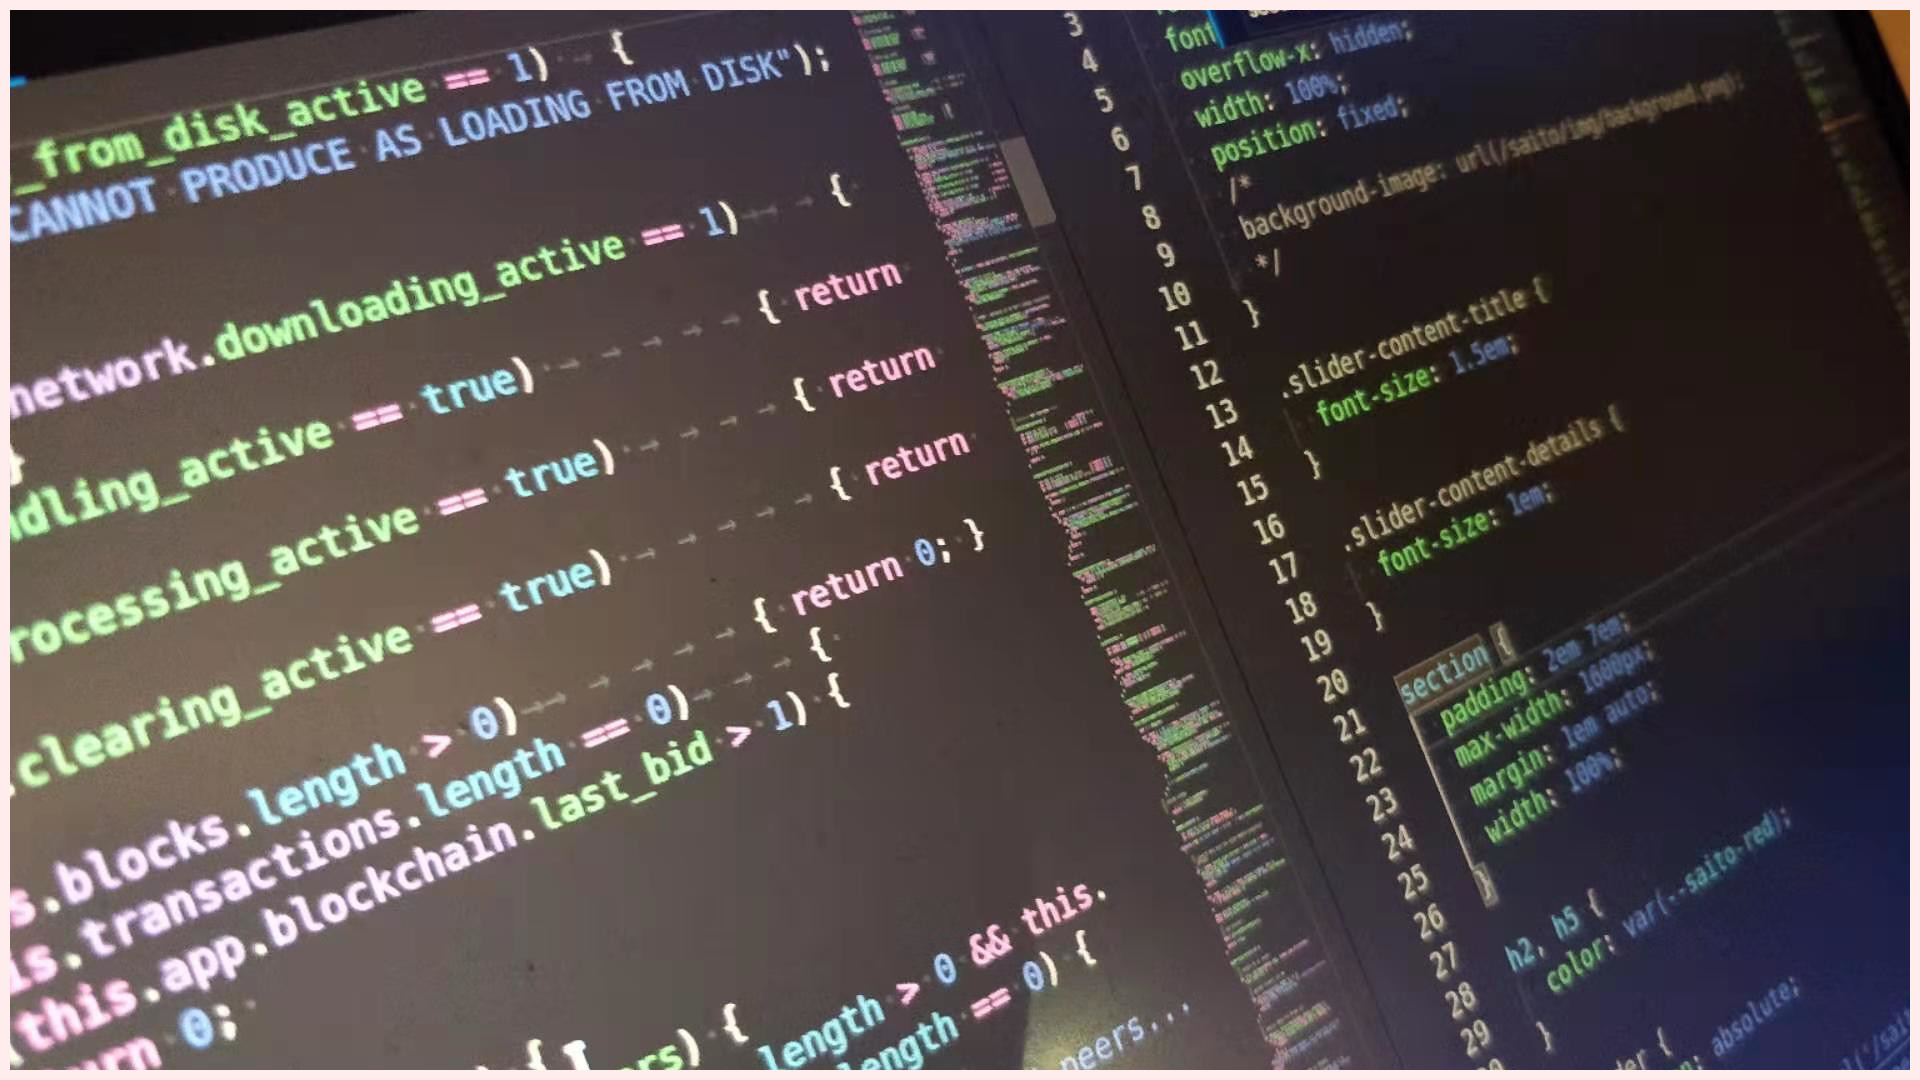 _from_disk_active == 1) {
CANNOT PRODUCE AS LOADING FROM DISK");
network.downloading_active == 1) {
}
ndling_active == true) { return
rocessing_active == true) { return
.clearing_active == true) { return
s.blocks.length > 0) { return 0; }
is.transactions.length == 0) {
(this.app.blockchain.last_bid > 1) {
urn 0;
ers) {
length > 0 && this.
length == 0) {
peers...
3
4 font
5 overflow-x: hidden;
6 width: 100%;
7 position: fixed;
8 /*
9 background-image: url(/saito/img/background.png);
10 */
11 }
12
13 .slider-content-title {
14 font-size: 1.5em;
15 }
16
17 .slider-content-details {
18 font-size: 1em;
19 }
20
21 section {
22 padding: 2em 7em;
23 max-width: 1600px;
24 margin: 1em auto;
25 width: 100%;
26 }
27
28 h2, h5 {
29 color: var(--saito-red);
30 }
der {
n: absolute;